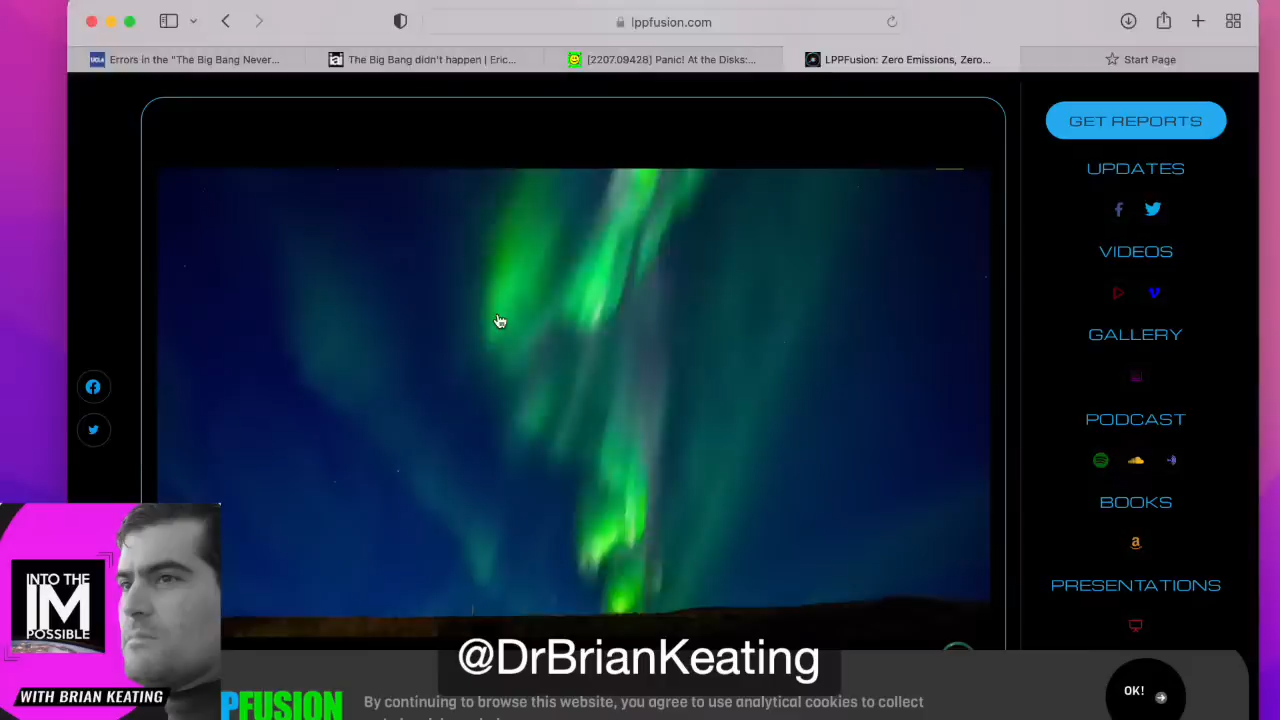 lppfusion.com
Errors in the "The Big Bang Never...
The Big Bang didn't happen | Eric...
[2207.09428] Panic! At the Disks:...
LPPFusion: Zero Emissions, Zero...
Start Page
GET REPORTS
UPDATES
VIDEOS
GALLERY
PODCAST
BOOKS
PRESENTATIONS
INTO THE
IM
POSSIBLE
WITH BRIAN KEATING
@DrBrianKeating
PFUSION
By continuing to browse this website, you agree to use analytical cookies to collect
OK!